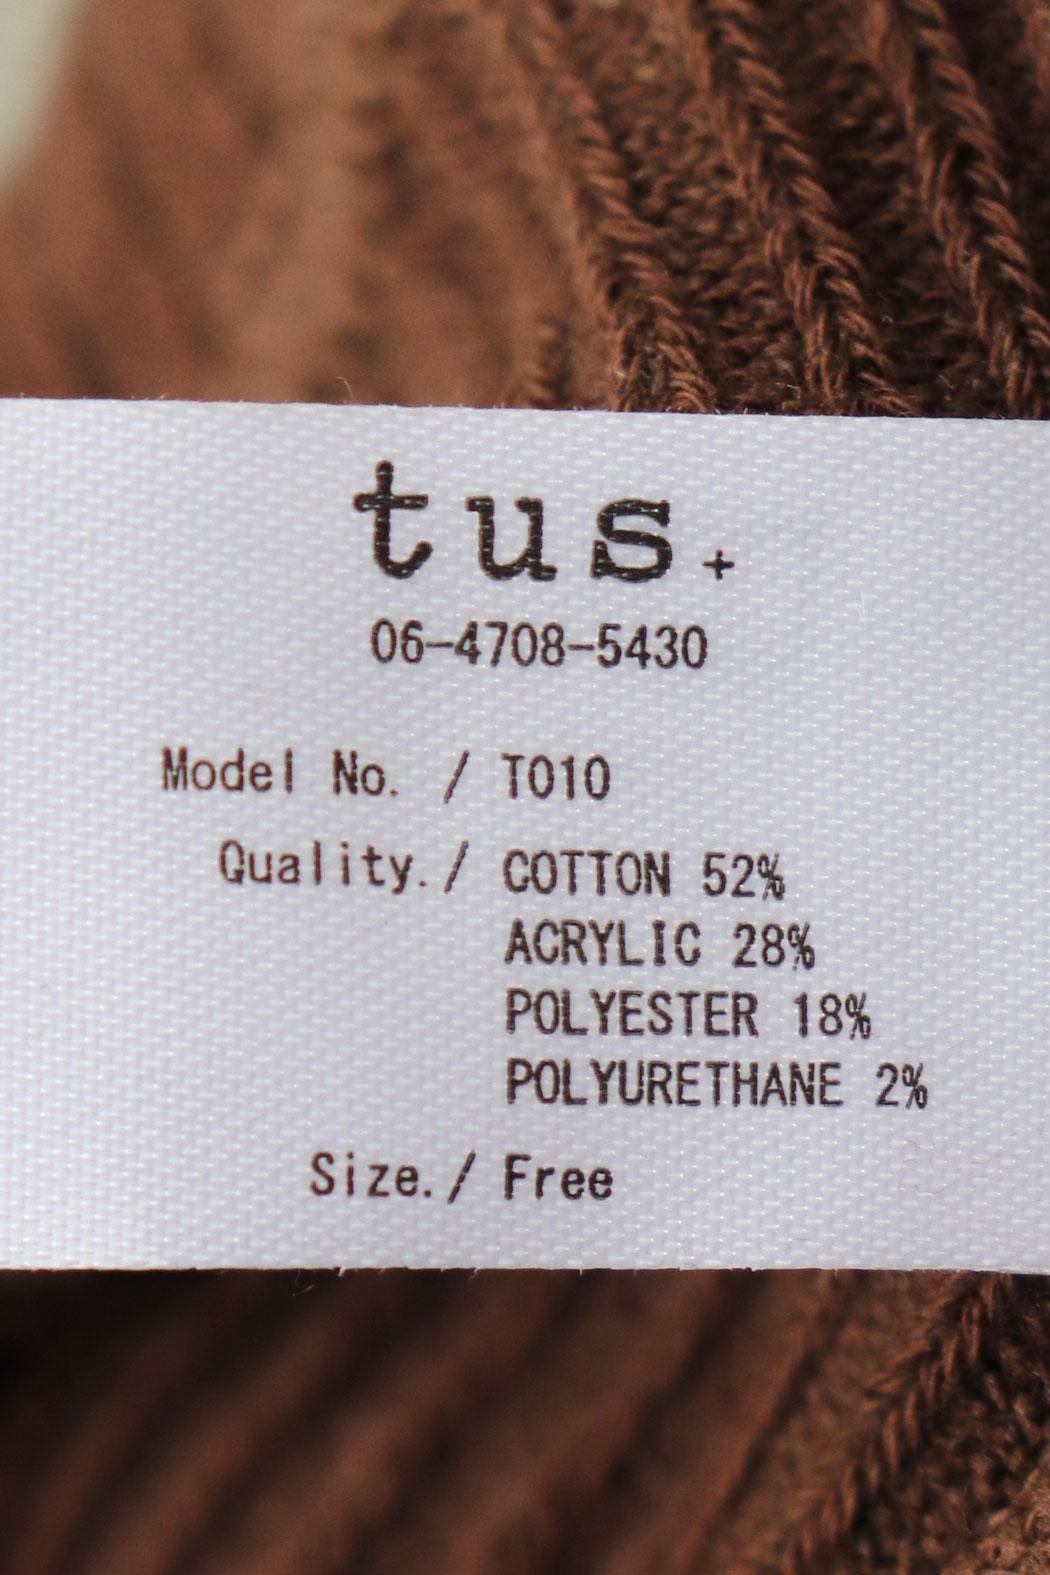 tus+
06-4708-5430
Model No. / T010
Quality. / COTTON 52%
ACRYLIC 28%
POLYESTER 18%
POLYURETHANE 2%
Size. / Free